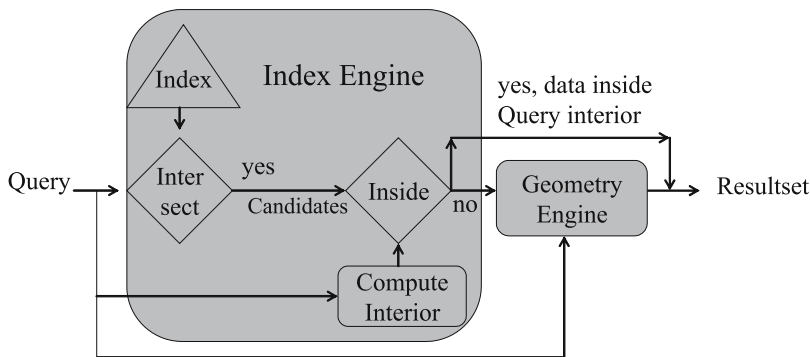 Index
Index Engine
yes, data inside
Query interior
Query
Inter
sect
yes
Candidates
Inside
no
Geometry
Engine
Resultset
Compute
Interior